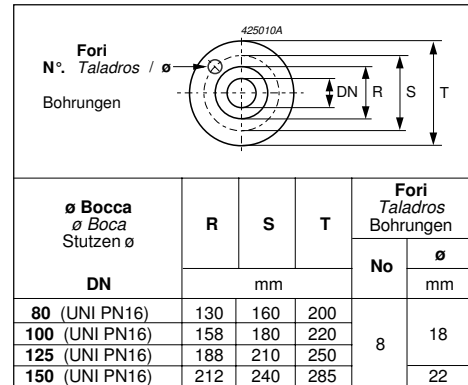 425010A
Fori
N°. Taladros / ø
Bohrungen
DN R S T
ø Bocca
ø Boca
Stutzen ø
DN
R S T
mm
Fori
Taladros
Bohrungen
No ø
mm
80 (UNI PN16) 130 160 200
100 (UNI PN16) 158 180 220
125 (UNI PN16) 188 210 250
150 (UNI PN16) 212 240 285
8 18
22